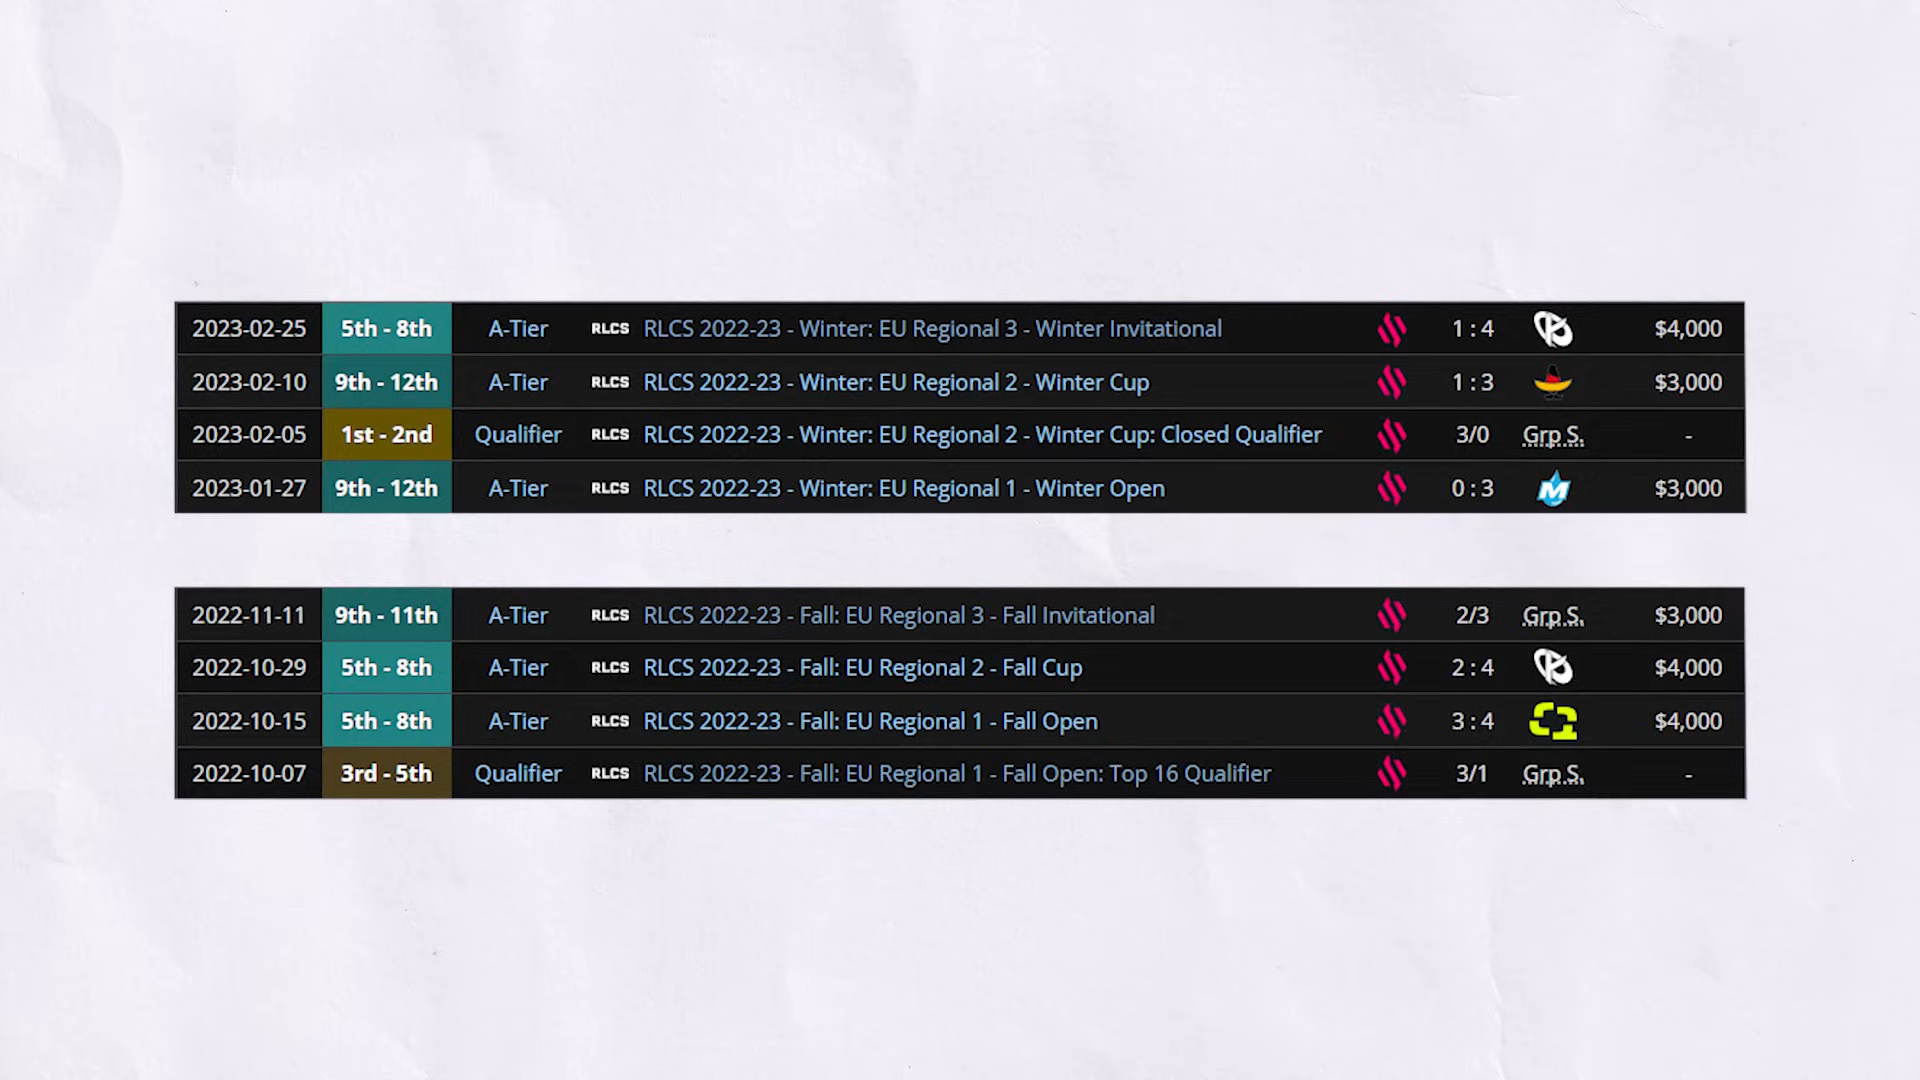 2023-02-25 5th - 8th A-Tier RLCS RLCS 2022-23 - Winter: EU Regional 3 - Winter Invitational 1 : 4 $4,000
2023-02-10 9th - 12th A-Tier RLCS RLCS 2022-23 - Winter: EU Regional 2 - Winter Cup 1 : 3 $3,000
2023-02-05 1st - 2nd Qualifier RLCS RLCS 2022-23 - Winter: EU Regional 2 - Winter Cup: Closed Qualifier 3/0 Grp S. -
2023-01-27 9th - 12th A-Tier RLCS RLCS 2022-23 - Winter: EU Regional 1 - Winter Open 0 : 3 M $3,000
2022-11-11 9th - 11th A-Tier RLCS RLCS 2022-23 - Fall: EU Regional 3 - Fall Invitational 2/3 Grp S. $3,000
2022-10-29 5th - 8th A-Tier RLCS RLCS 2022-23 - Fall: EU Regional 2 - Fall Cup 2 : 4 $4,000
2022-10-15 5th - 8th A-Tier RLCS RLCS 2022-23 - Fall: EU Regional 1 - Fall Open 3 : 4 $4,000
2022-10-07 3rd - 5th Qualifier RLCS RLCS 2022-23 - Fall: EU Regional 1 - Fall Open: Top 16 Qualifier 3/1 Grp S. -